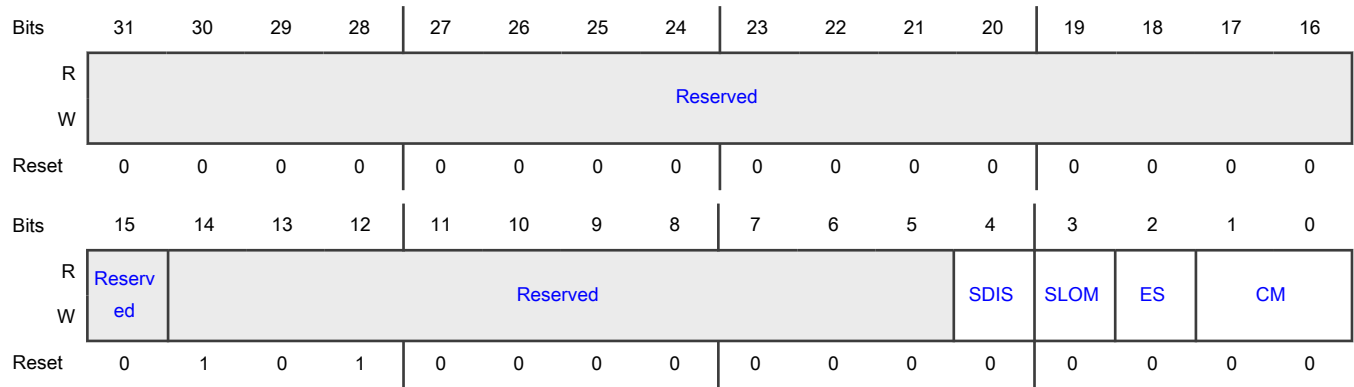 Bits 31 30 29 28 27 26 25 24 23 22 21 20 19 18 17 16
R
Reserved
W
Reset 0 0 0 0 0 0 0 0 0 0 0 0 0 0 0 0
Bits 15 14 13 12 11 10 9 8 7 6 5 4 3 2 1 0
R
Reserv
ed
Reserved SDIS SLOM ES CM
W
Reset 0 1 0 1 0 0 0 0 0 0 0 0 0 0 0 0